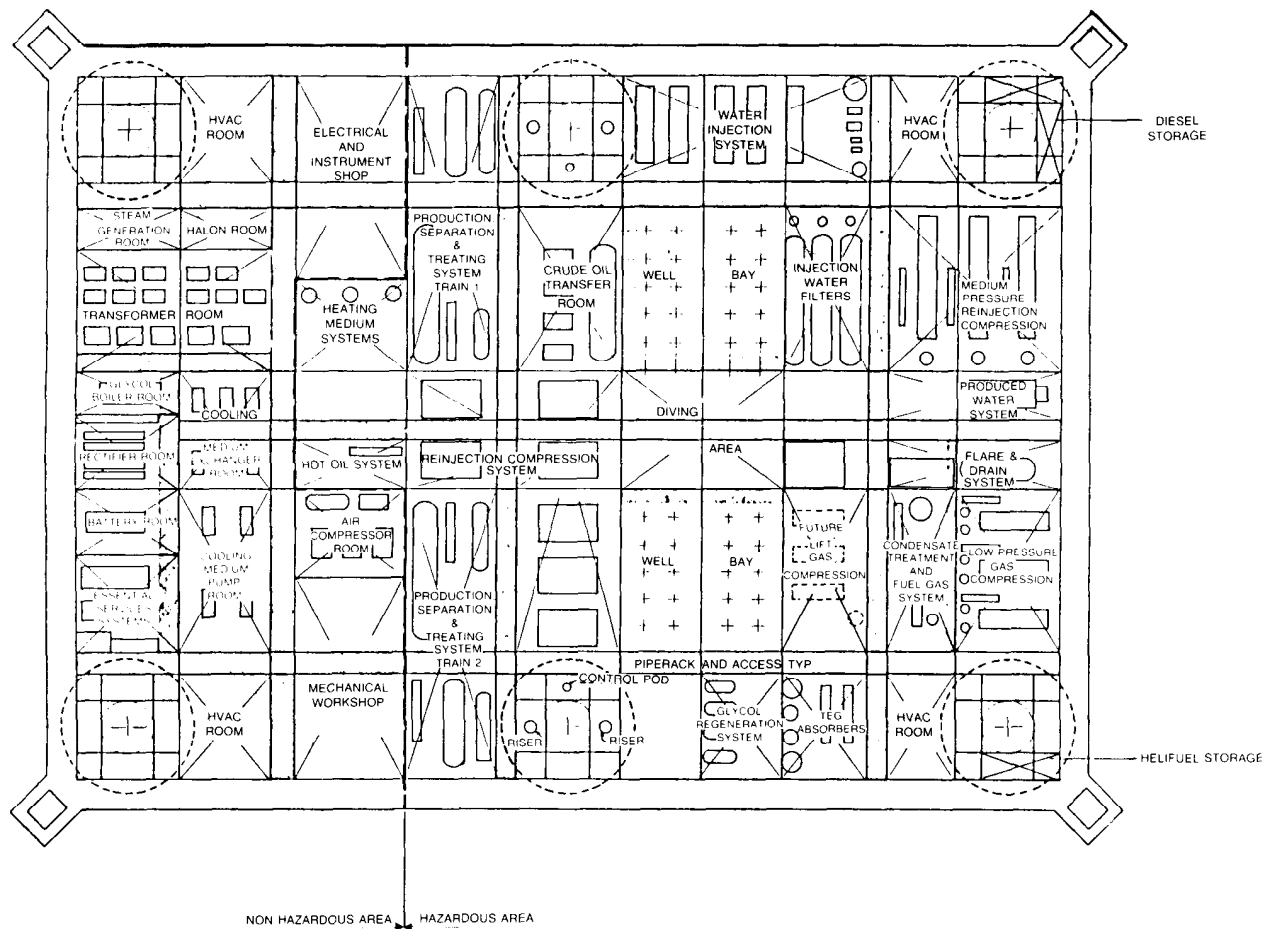 HVAC
ROOM
ELECTRICAL
AND
INSTRUMENT
SHOP
WATER
INJECTION
SYSTEM
HVAC
ROOM
DIESEL
STORAGE
STEAM
GENERATION
ROOM
HALON ROOM
PRODUCTION
SEPARATION
&
TREATING
SYSTEM
TRAIN 1
CRUDE OIL
TRANSFER
ROOM
WELL BAY
INJECTION
WATER
FILTERS
MEDIUM
PRESSURE
REINJECTION
COMPRESSION
TRANSFORMER ROOM
HEATING
MEDIUM
SYSTEMS
GLYCOL
BOILER ROOM
COOLING
MEDIUM
EXCHANGER
ROOM
DIVING
AREA
PRODUCED
WATER
SYSTEM
RECTIFIER ROOM
HOT OIL SYSTEM
REINJECTION COMPRESSION
SYSTEM
FLARE &
DRAIN
SYSTEM
BATTERY ROOM
AIR
COMPRESSOR
ROOM
COOLING
MEDIUM
PUMP
ROOM
ESSENTIAL
SERVICES
SYSTEMS
PRODUCTION
SEPARATION
&
TREATING
SYSTEM
TRAIN 2
WELL BAY
FUTURE
LIFT
GAS
COMPRESSION
CONDENSATE
TREATMENT
AND
FUEL GAS
SYSTEM
LOW PRESSURE
GAS
COMPRESSION
PIPERACK AND ACCESS TYP
CONTROL POD
HVAC
ROOM
MECHANICAL
WORKSHOP
RISER RISER
GLYCOL
REGENERATION
SYSTEM
TEG
ABSORBERS
HVAC
ROOM
HELIFUEL STORAGE
NON HAZARDOUS AREA HAZARDOUS AREA